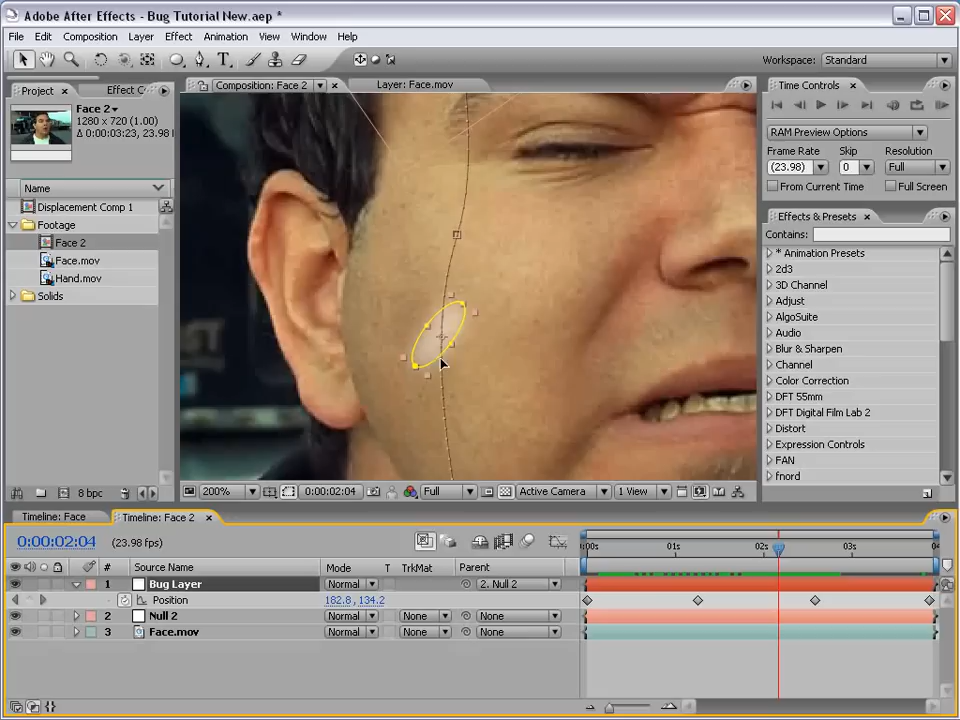 Adobe After Effects - Bug Tutorial New.aep *
File Edit Composition Layer Effect Animation View Window Help
Workspace: Standard
Project Effect C
Composition: Face 2 Layer: Face.mov
Time Controls
Face 2
1280 x 720 (1.00)
Δ 0:00:03:23, 23.98 f
RAM Preview Options
Frame Rate Skip Resolution
(23.98) 0 Full
From Current Time Full Screen
Name
Displacement Comp 1
Footage
Face 2
Face.mov
Hand.mov
Solids
Effects & Presets
Contains:
* Animation Presets
2d3
3D Channel
Adjust
AlgoSuite
Audio
Blur & Sharpen
Channel
Color Correction
DFT 55mm
DFT Digital Film Lab 2
Distort
Expression Controls
FAN
fnord
8 bpc
200% 0:00:02:04 Full Active Camera 1 View
Timeline: Face Timeline: Face 2
0:00:02:04 (23.98 fps)
# Source Name Mode T TrkMat Parent
:00s 01s 02s 03s 04
1 Bug Layer Normal 2. Null 2
Position 182.8, 134.2
2 Null 2 Normal None None
3 Face.mov Normal None None